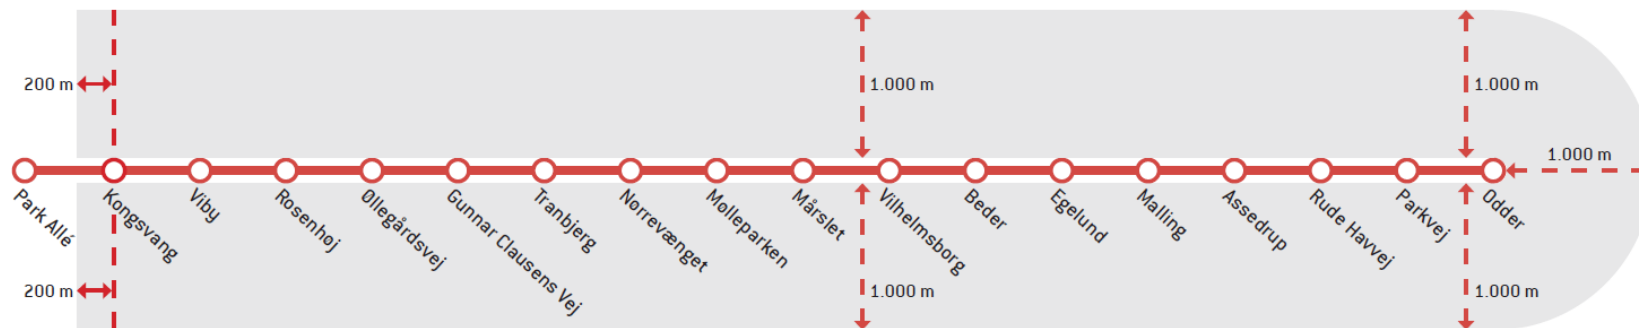 200 m
1.000 m
1.000 m
1.000 m
Park Allé
Kongsvang
Viby
Rosenhøj
Øllegårdsvej
Gunnar Clausens Vej
Tranbjerg
Nørrevænget
Mølleparken
Mårslet
Vilhelmsborg
Beder
Egelund
Malling
Assedrup
Rude Havvej
Parkvej
Odder
200 m
1.000 m
1.000 m